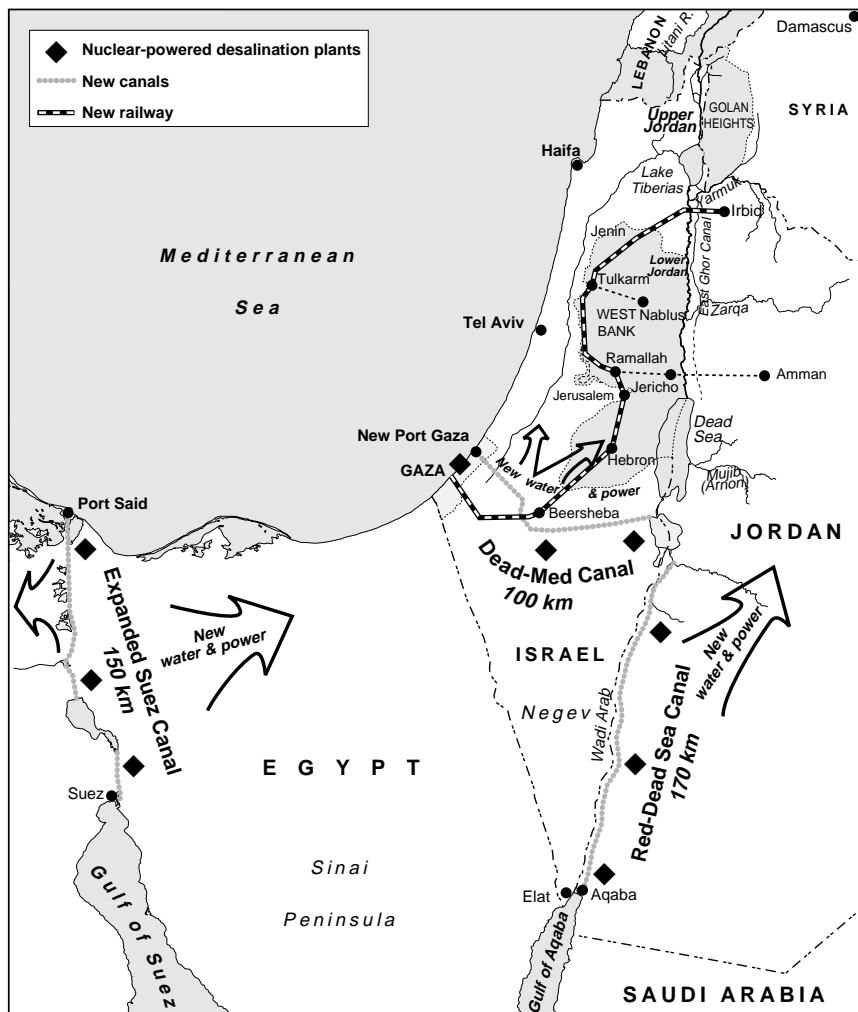 Nuclear-powered desalination plants
New canals
New railway
Damascus
LEBANON
Litani R.
GOLAN
HEIGHTS
SYRIA
Upper
Jordan
Haifa
Lake
Tiberias
Yarmuk
Irbid
Mediterranean
Sea
Jenin
Lower
Jordan
East Ghor Canal
Tulkarm
WEST
BANK
Nablus
Zarqa
Tel Aviv
Ramallah
Jericho
Amman
Jerusalem
Dead
Sea
New Port Gaza
GAZA
New water
& power
Hebron
Mujib
(Arnon)
Port Said
Beersheba
JORDAN
Dead-Med Canal
100 km
Expanded Suez Canal
150 km
New
water & power
New
water & power
ISRAEL
Negev
Wadi Arab
Red-Dead Sea Canal
170 km
EGYPT
Suez
Sinai
Peninsula
Elat
Aqaba
Gulf of Suez
Gulf of Aqaba
SAUDI ARABIA